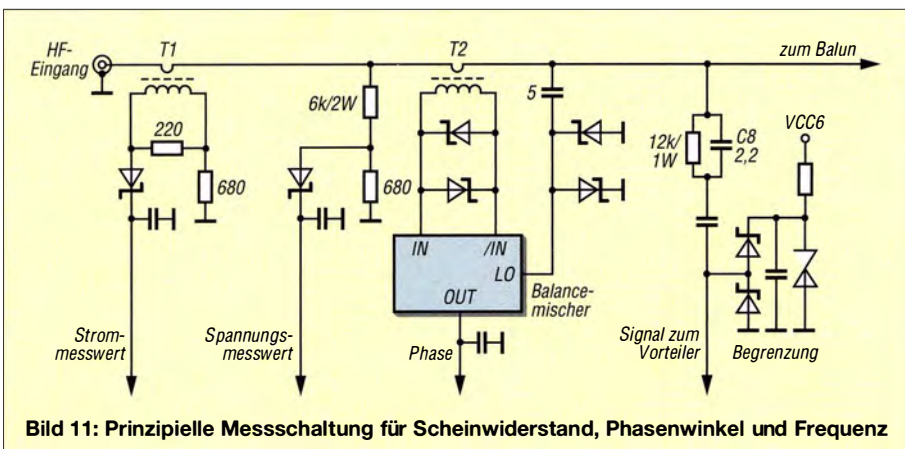 HF-
Eingang
T1
T2
zum Balun
220
680
6k/2W
680
5
12k/
1W
C8
2,2
VCC6
IN
/IN
LO
OUT
Balance-
mischer
Strom-
messwert
Spannungs-
messwert
Phase
Signal zum
Vorteiler
Begrenzung
Bild 11: Prinzipielle Messschaltung für Scheinwiderstand, Phasenwinkel und Frequenz